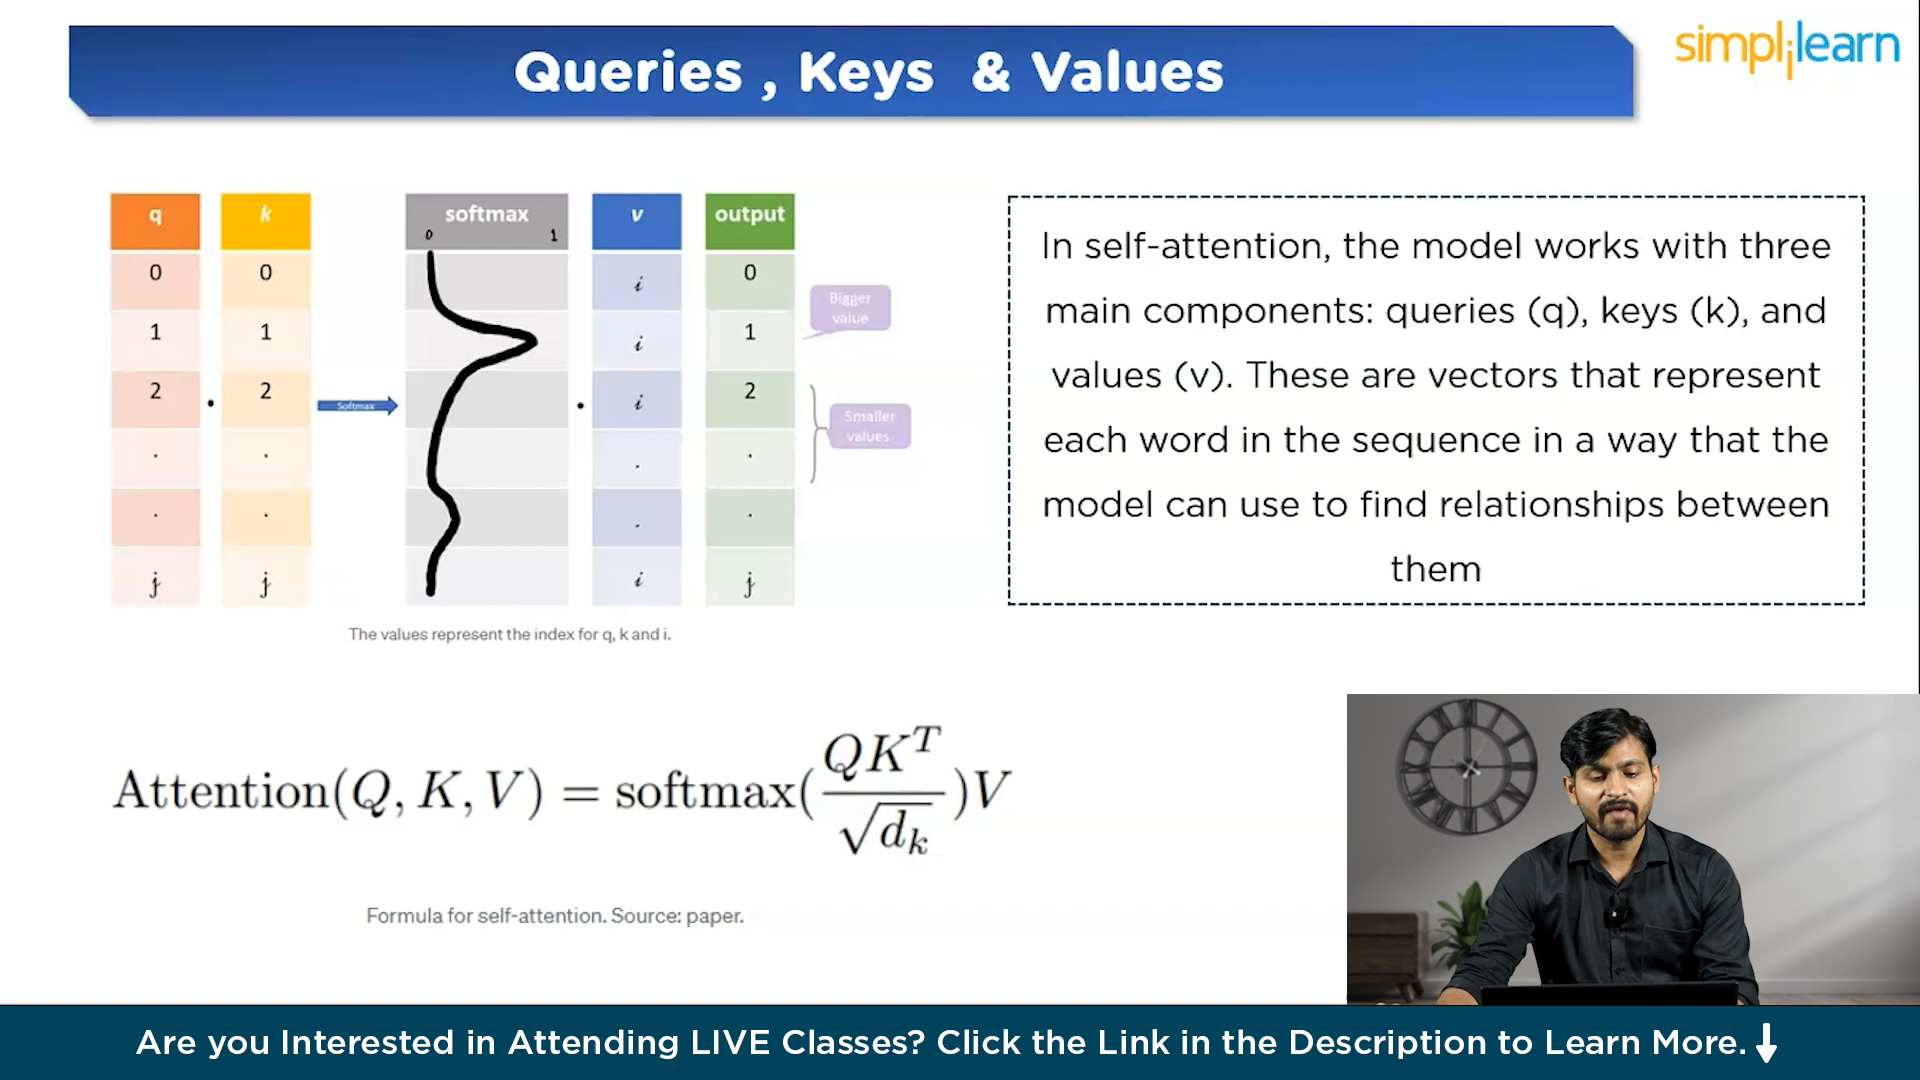 Queries , Keys & Values
simplilearn
q k softmax v output
0 1
0 0 i 0
1 1 i 1
Bigger
value
2 2 i 2
Softmax
Smaller
values
. . . .
. . . .
j j i j
The values represent the index for q, k and i.
In self-attention, the model works with three
main components: queries (q), keys (k), and
values (v). These are vectors that represent
each word in the sequence in a way that the
model can use to find relationships between
them
Attention(Q, K, V) = softmax(QK^T / √d_k)V
Formula for self-attention. Source: paper.
Are you Interested in Attending LIVE Classes? Click the Link in the Description to Learn More.